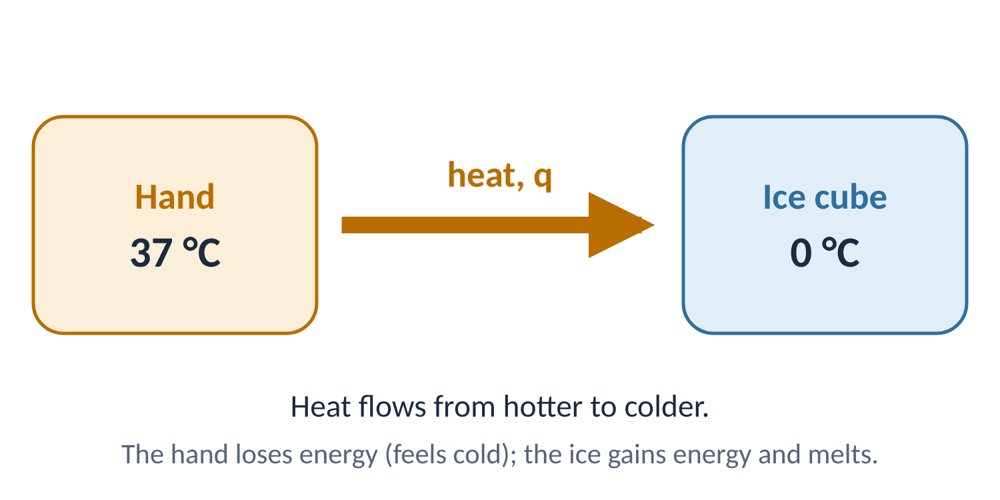 heat, q
Hand
37 °C
Ice cube
0 °C
Heat flows from hotter to colder.
The hand loses energy (feels cold); the ice gains energy and melts.